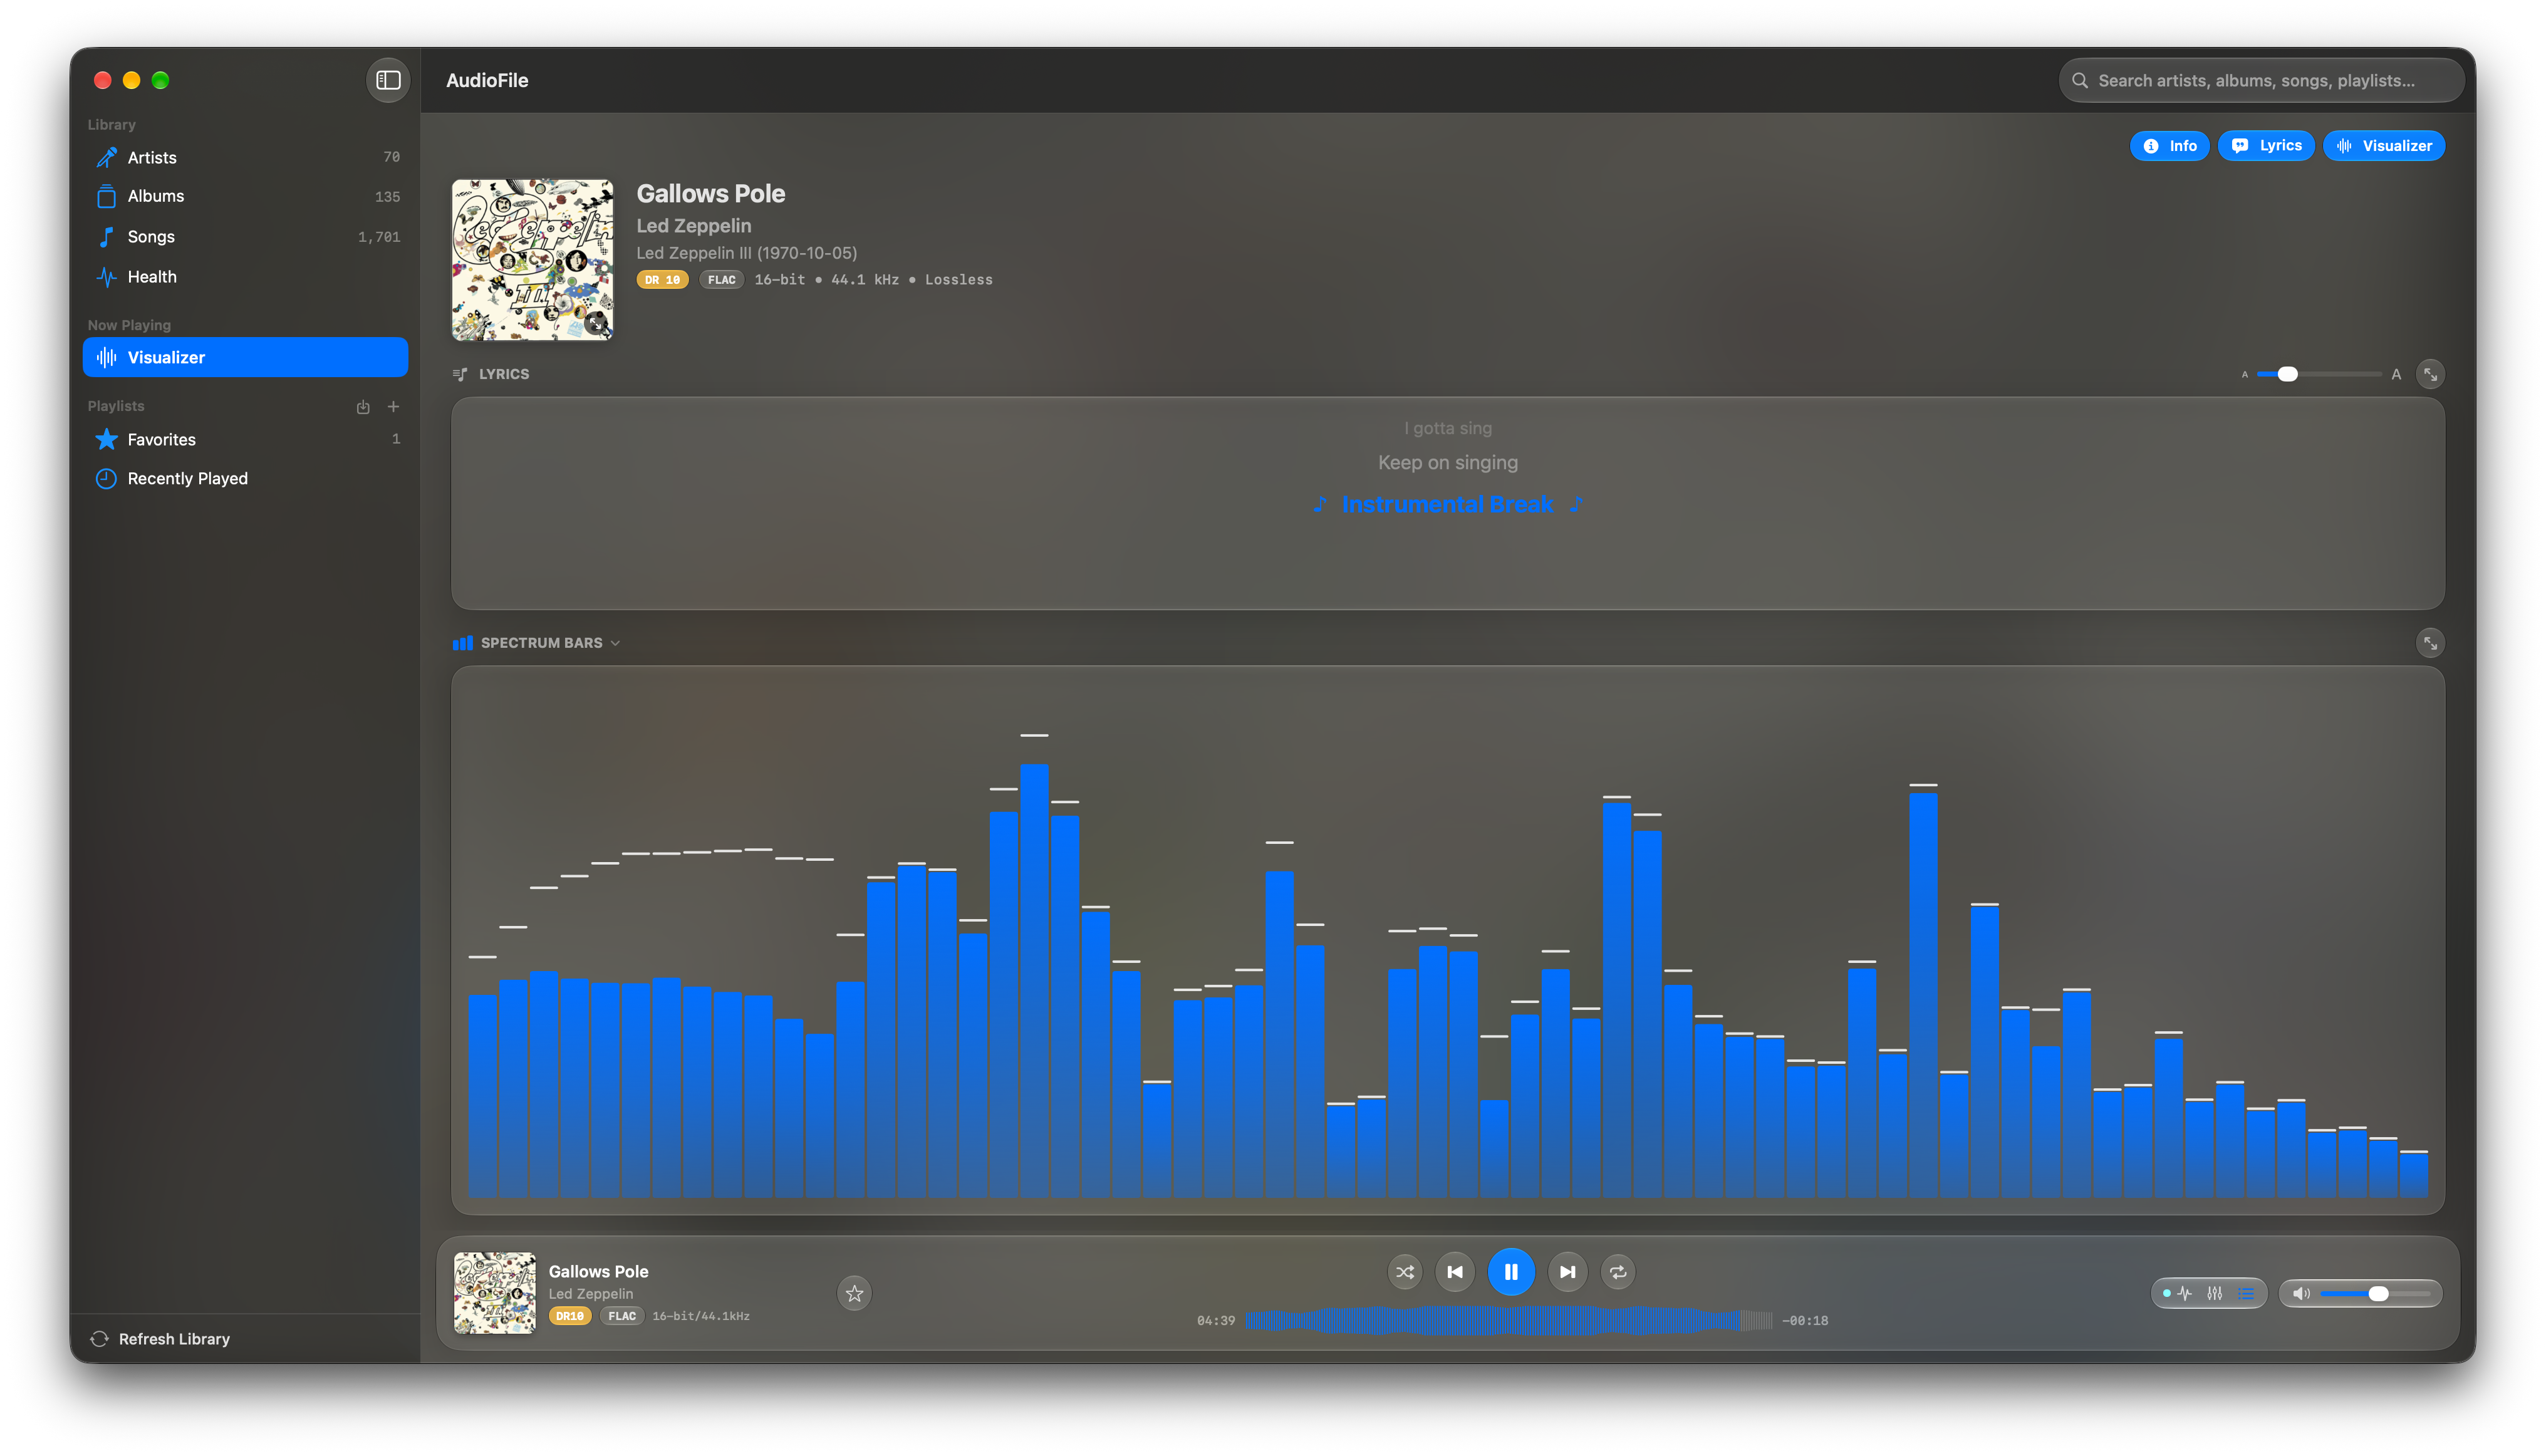 AudioFile
Search artists, albums, songs, playlists...
Library
Artists 70
Albums 135
Songs 1,701
Health
Now Playing
Visualizer
Playlists
Favorites 1
Recently Played
Refresh Library
Info
Lyrics
Visualizer
Gallows Pole
Led Zeppelin
Led Zeppelin III (1970-10-05)
DR 10 FLAC 16-bit • 44.1 kHz • Lossless
LYRICS
A A
I gotta sing
Keep on singing
♪ Instrumental Break ♪
SPECTRUM BARS
Gallows Pole
Led Zeppelin
DR10 FLAC 16-bit/44.1kHz
04:39 -00:18